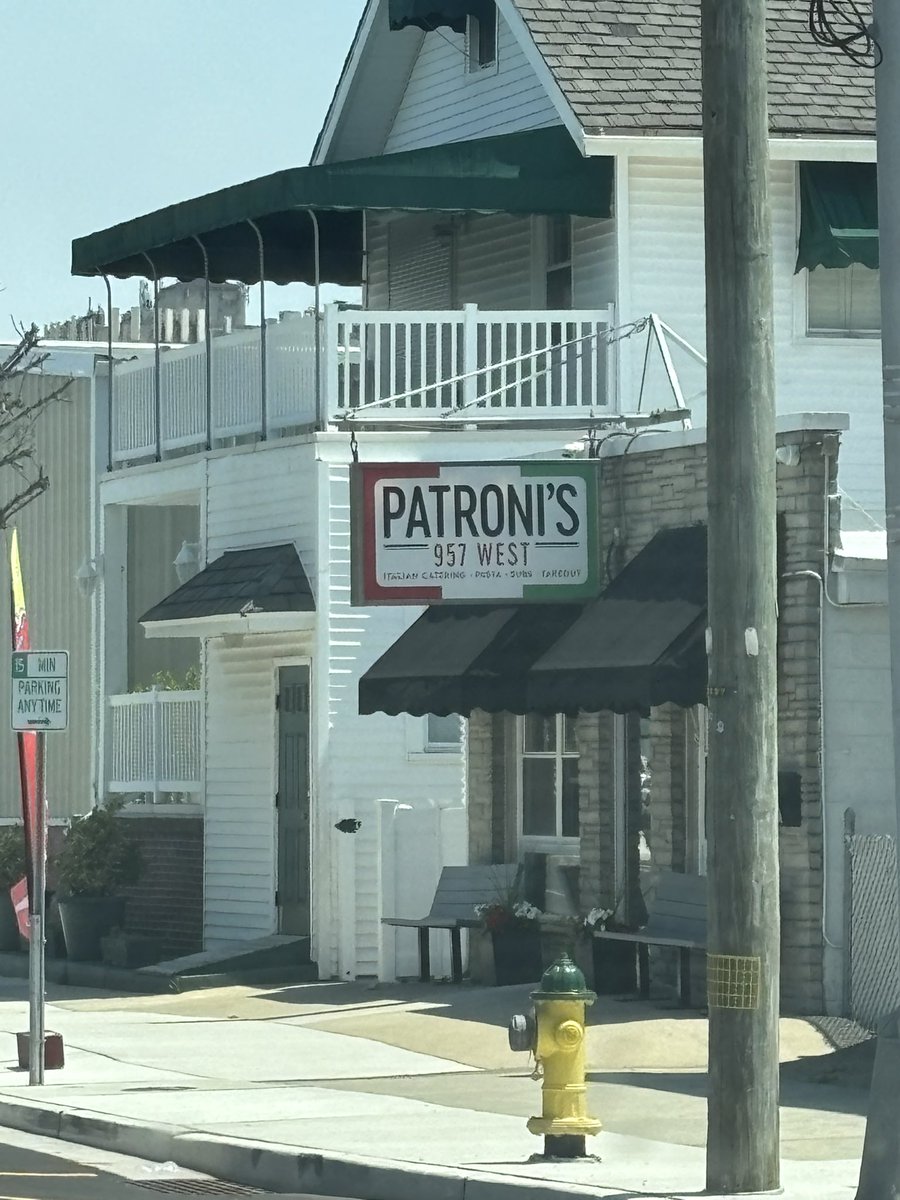 PATRONI'S
957 WEST
ITALIAN CATERING • PASTA • SUBS TAKEOUT
15 MIN
PARKING
ANYTIME